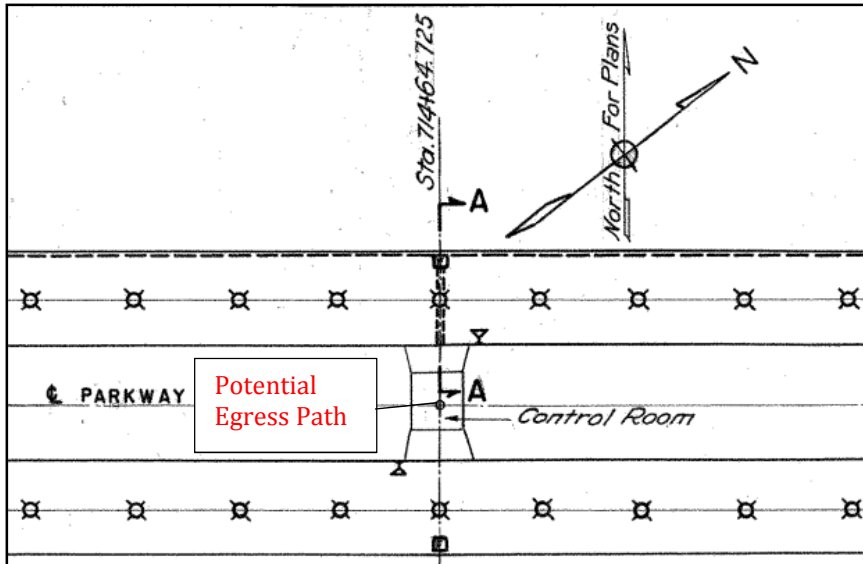 Sta. 714+64.725
North For Plans
N
A
℄ PARKWAY
Potential
Egress Path
A
Control Room